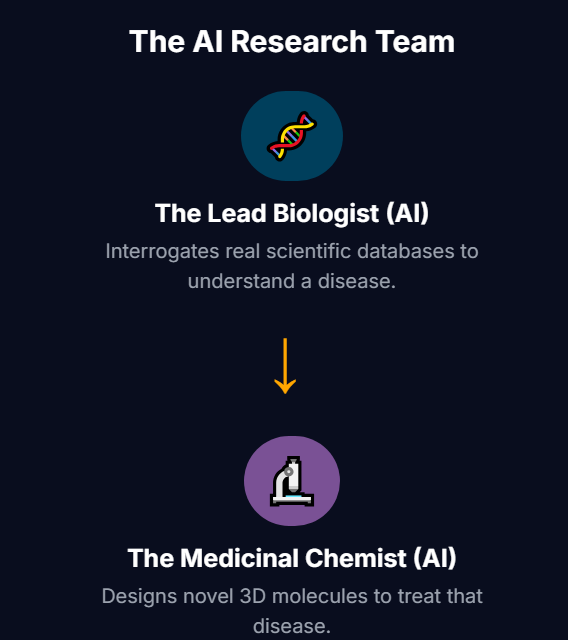 The AI Research Team
The Lead Biologist (AI)
Interrogates real scientific databases to
understand a disease.
The Medicinal Chemist (AI)
Designs novel 3D molecules to treat that
disease.